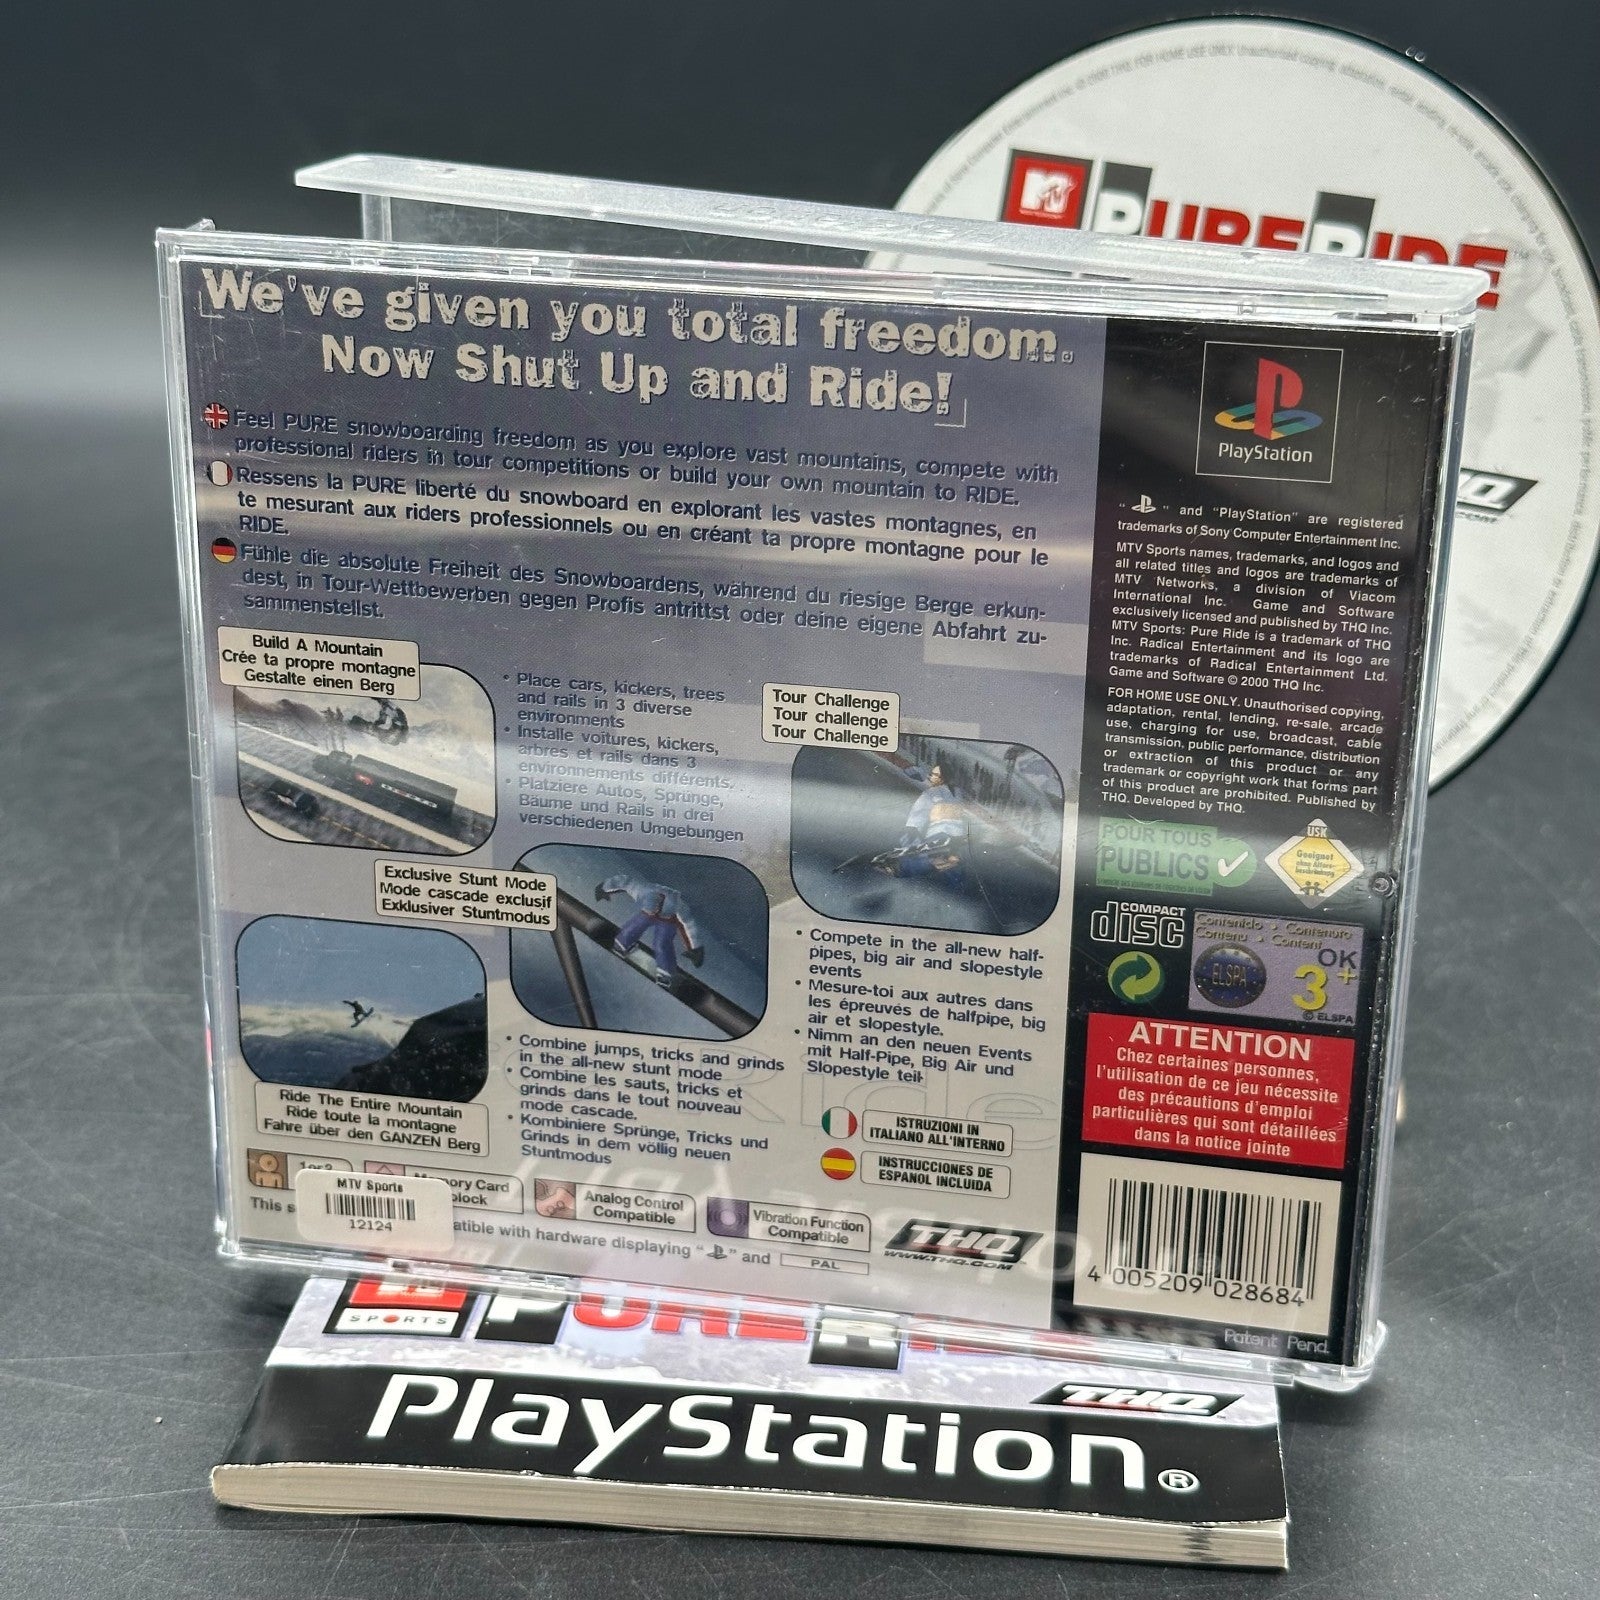 We've given you total freedom.
Now Shut Up and Ride!
Feel PURE snowboarding freedom as you explore vast mountains, compete with
professional riders in tour competitions or build your own mountain to RIDE.
Ressens la PURE liberté du snowboard en explorant les vastes montagnes, en
te mesurant aux riders professionnels ou en créant ta propre montagne pour le
RIDE.
Fühle die absolute Freiheit des Snowboardens, während du riesige Berge erkun-
dest, in Tour-Wettbewerben gegen Profis antrittst oder deine eigene Abfahrt zu-
sammenstellst.
Build A Mountain
Crée ta propre montagne
Gestalte einen Berg
• Place cars, kickers, trees
and rails in 3 diverse
environments
• Installe voitures, kickers,
arbres et rails dans 3
environnements différents.
• Platziere Autos, Sprünge,
Bäume und Rails in drei
verschiedenen Umgebungen
Tour Challenge
Tour challenge
Tour Challenge
Exclusive Stunt Mode
Mode cascade exclusif
Exklusiver Stuntmodus
• Compete in the all-new half-
pipes, big air and slopestyle
events
• Mesure-toi aux autres dans
les épreuves de halfpipe, big
air et slopestyle.
• Nimm an den neuen Events
mit Half-Pipe, Big Air und
Slopestyle teil
• Combine jumps, tricks and grinds
in the all-new stunt mode
• Combine les sauts, tricks et
grinds dans le tout nouveau
mode cascade.
• Kombiniere Sprünge, Tricks und
Grinds in dem völlig neuen
Stuntmodus
Ride The Entire Mountain
Ride toute la montagne
Fahre über den GANZEN Berg
ISTRUZIONI IN
ITALIANO ALL'INTERNO
INSTRUCCIONES DE
ESPANOL INCLUIDA
1 or 2
Memory Card
block
Analog Control
Compatible
Vibration Function
Compatible
This s
atible with hardware displaying " " and
PAL
MTV Sports
12124
THQ
WWW.THQ.COM
PlayStation
" " and "PlayStation" are registered
trademarks of Sony Computer Entertainment Inc.
MTV Sports names, trademarks, and logos and
all related titles and logos are trademarks of
MTV Networks, a division of Viacom
International Inc. Game and Software
exclusively licensed and published by THQ Inc.
MTV Sports: Pure Ride is a trademark of THQ
Inc. Radical Entertainment and its logo are
trademarks of Radical Entertainment Ltd.
Game and Software © 2000 THQ Inc.
FOR HOME USE ONLY. Unauthorised copying,
adaptation, rental, lending, re-sale, arcade
use, charging for use, broadcast, cable
transmission, public performance, distribution
or extraction of this product or any
trademark or copyright work that forms part
of this product are prohibited. Published by
THQ. Developed by THQ.
POUR TOUS
PUBLICS
USK
Geeignet
ohne Alters-
beschränkung
COMPACT
disc
Contenido • Contenuto
Contenu • Content
ELSPA
OK
3+
© ELSPA
ATTENTION
Chez certaines personnes,
l'utilisation de ce jeu nécessite
des précautions d'emploi
particulières qui sont détaillées
dans la notice jointe
4 005209 028684
Patent Pend.
MTV
PURERIDE
SPORTS
PURERIDE
THQ
PlayStation®